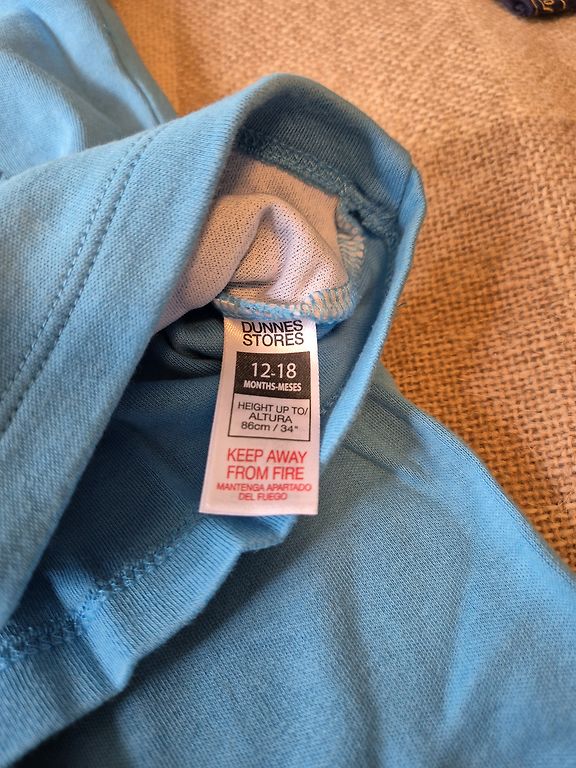 DUNNES
STORES
12-18
MONTHS-MESES
HEIGHT UP TO/
ALTURA
86cm / 34"
KEEP AWAY
FROM FIRE
MANTENGA APARTADO
DEL FUEGO